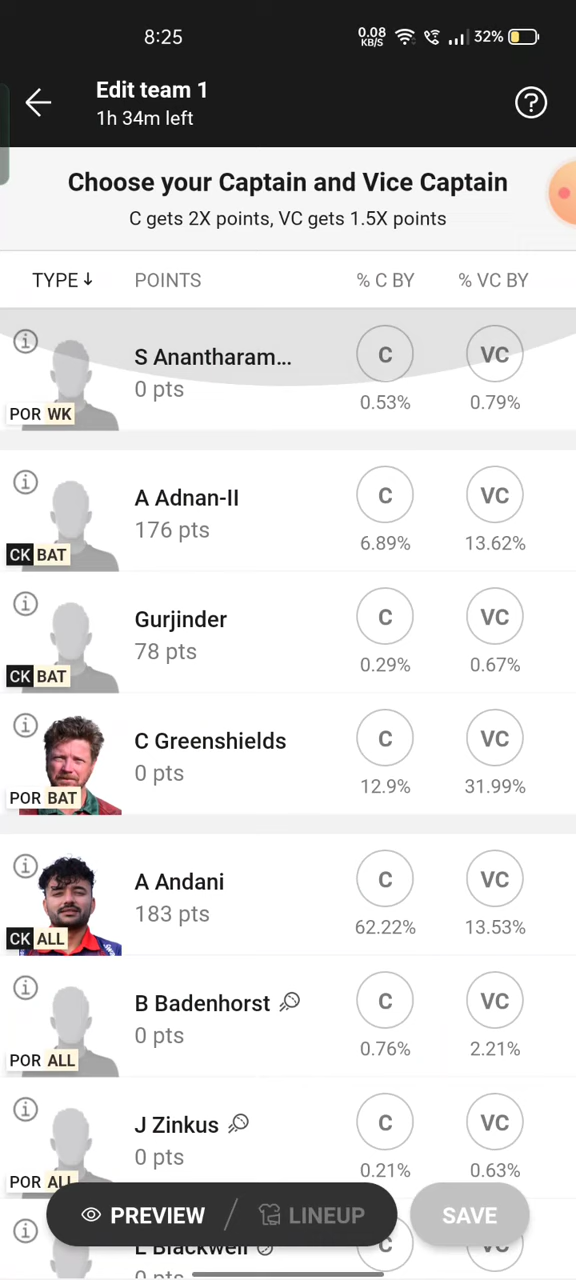 8:25 0.08 KB/S 32%
Edit team 1
1h 34m left
Choose your Captain and Vice Captain
C gets 2X points, VC gets 1.5X points
TYPE↓ POINTS % C BY % VC BY
S Anantharam... C VC
0 pts 0.53% 0.79%
POR WK
A Adnan-II C VC
176 pts 6.89% 13.62%
CK BAT
Gurjinder C VC
78 pts 0.29% 0.67%
CK BAT
C Greenshields C VC
0 pts 12.9% 31.99%
POR BAT
A Andani C VC
183 pts 62.22% 13.53%
CK ALL
B Badenhorst C VC
0 pts 0.76% 2.21%
POR ALL
J Zinkus C VC
0 pts 0.21% 0.63%
POR ALL
PREVIEW / LINEUP SAVE
L Blackwell C VC
0 pts